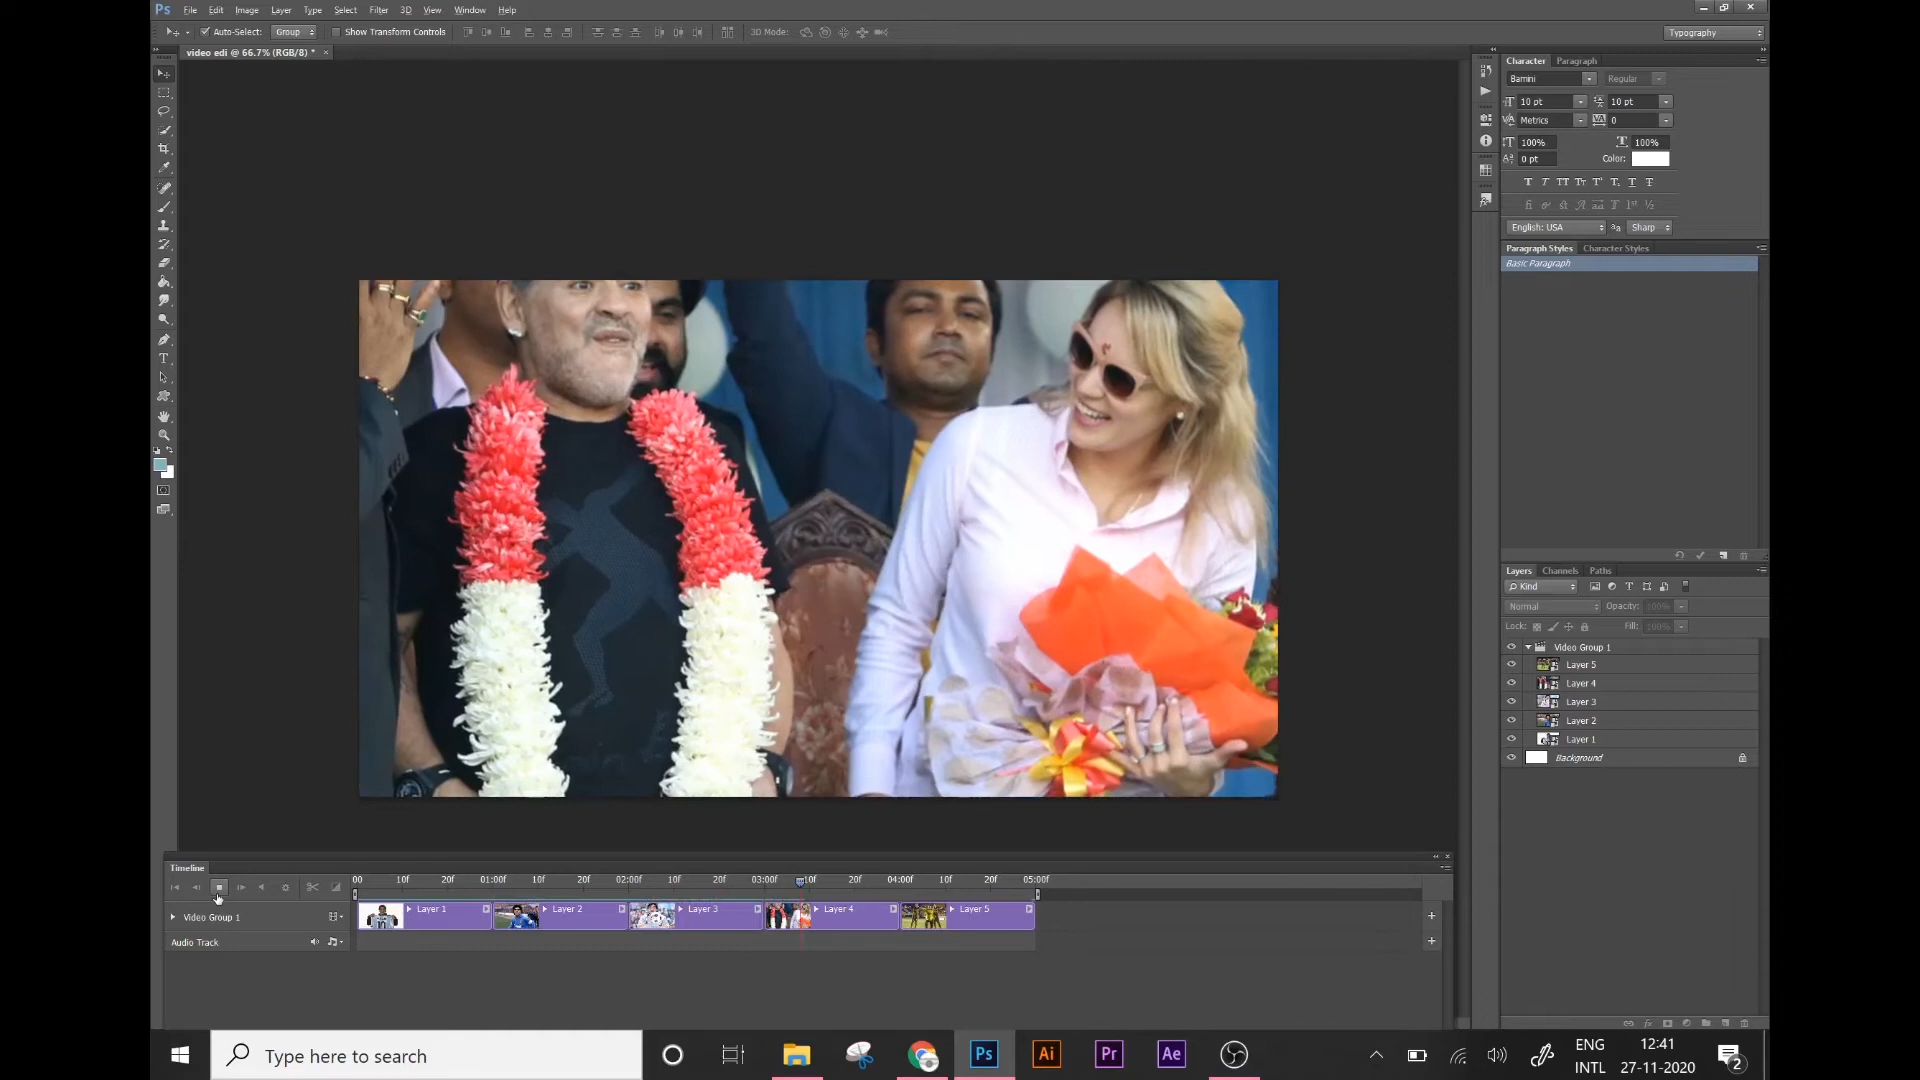 Ps File Edit Image Layer Type Select Filter 3D View Window Help
Auto-Select: Group Show Transform Controls 3D Mode: Typography
video edi @ 66.7% (RGB/8) * ×
Character Paragraph
Bamini Regular
10 pt 10 pt
Metrics 0
100% 100%
0 pt Color:
English: USA Sharp
Paragraph Styles Character Styles
Basic Paragraph
Layers Channels Paths
Kind
Normal Opacity: 100%
Lock: Fill: 100%
Video Group 1
Layer 5
Layer 4
Layer 3
Layer 2
Layer 1
Background
Timeline
00 10f 20f 01:00f 10f 20f 02:00f 10f 20f 03:00f 10f 20f 04:00f 10f 20f 05:00f
Video Group 1 Layer 1 Layer 2 Layer 3 Layer 4 Layer 5
Audio Track
Type here to search Ps Ai Pr Ae ENG INTL 12:41 27-11-2020 2